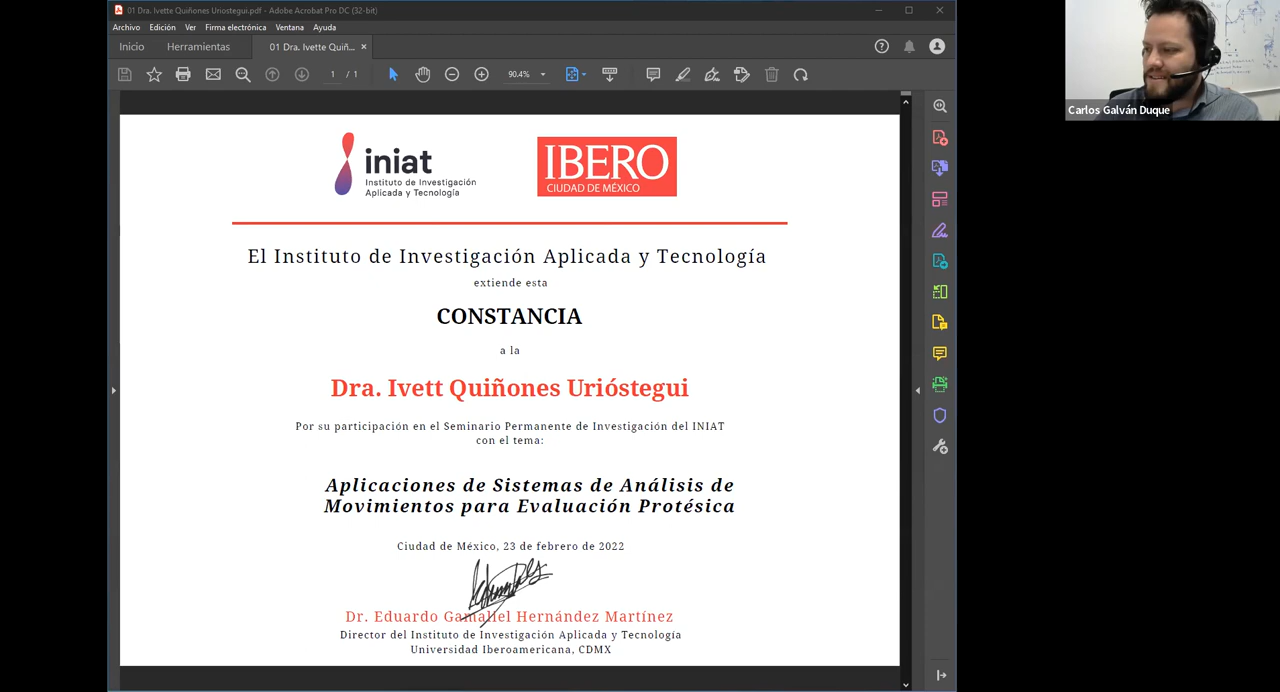 01 Dra. Ivette Quiñones Uriostegui.pdf - Adobe Acrobat Pro DC (32-bit)
Archivo Edición Ver Firma electrónica Ventana Ayuda
Inicio Herramientas 01 Dra. Ivett Quiñ...
1 / 1 90.4%
Carlos Galván Duque
iniat
Instituto de Investigación
Aplicada y Tecnología
IBERO
CIUDAD DE MÉXICO
El Instituto de Investigación Aplicada y Tecnología
extiende esta
CONSTANCIA
a la
Dra. Ivett Quiñones Urióstegui
Por su participación en el Seminario Permanente de Investigación del INIAT
con el tema:
Aplicaciones de Sistemas de Análisis de
Movimientos para Evaluación Protésica
Ciudad de México, 23 de febrero de 2022
Dr. Eduardo Gamaliel Hernández Martínez
Director del Instituto de Investigación Aplicada y Tecnología
Universidad Iberoamericana, CDMX